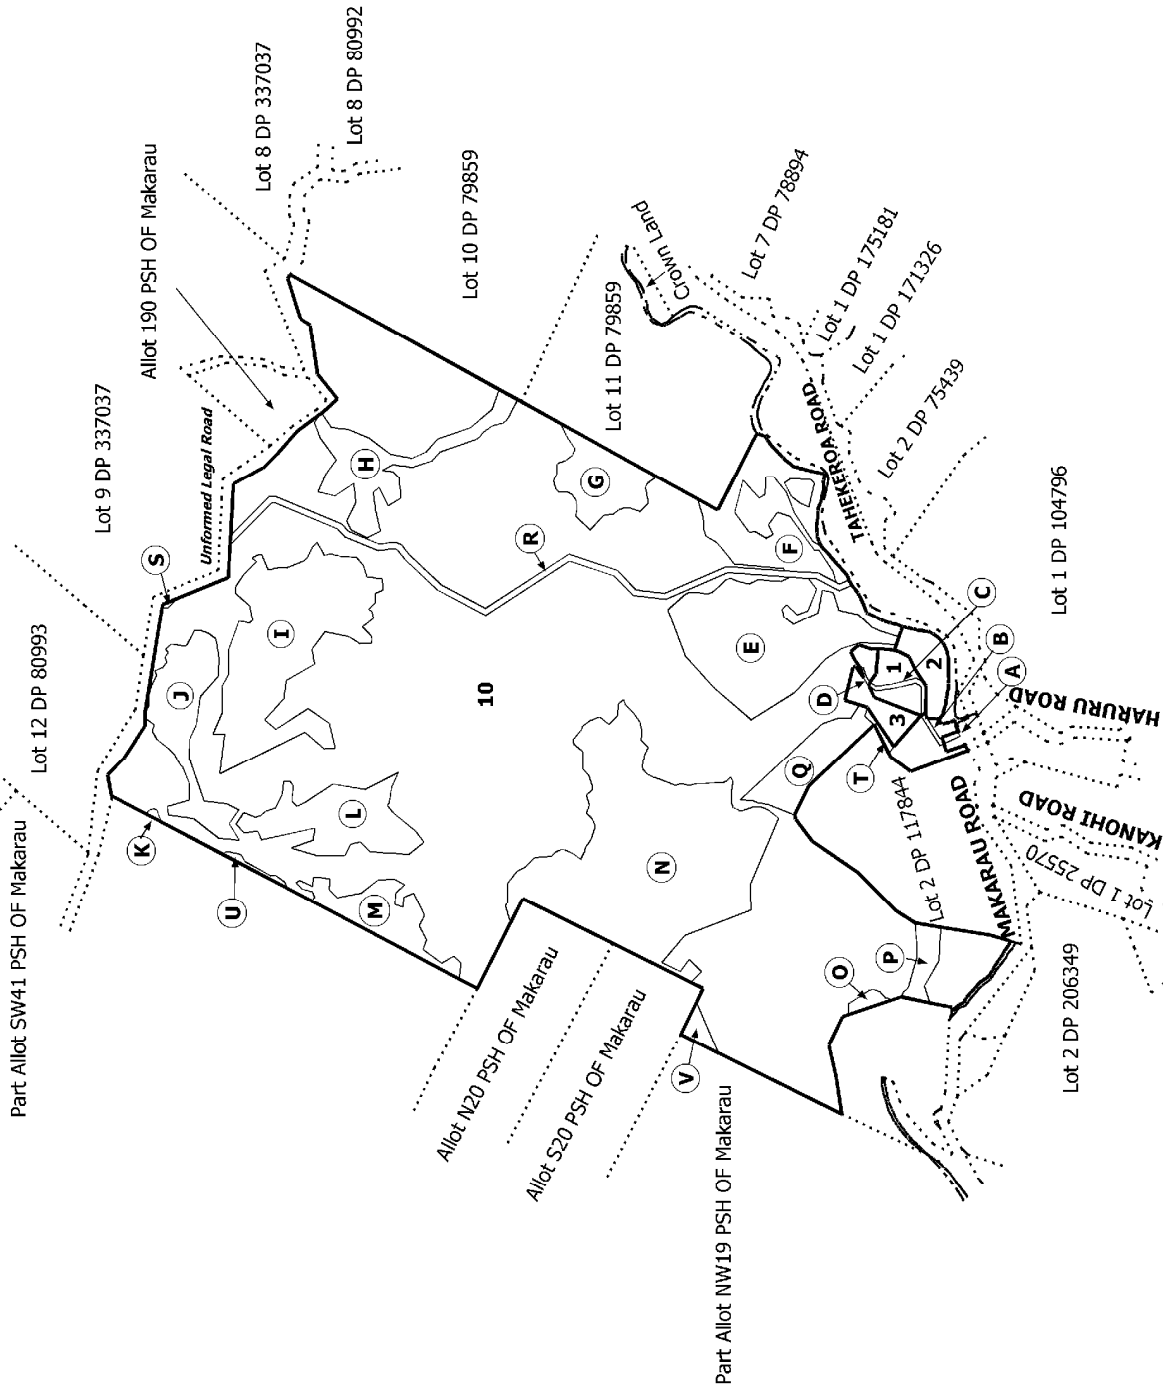 Part Allot SW41 PSH OF Makarau
Lot 12 DP 80993
Lot 9 DP 337037
Allot 190 PSH OF Makarau
Lot 8 DP 337037
Lot 8 DP 80992
Unformed Legal Road
Lot 10 DP 79859
Lot 11 DP 79859
Crown Land
Lot 7 DP 78894
Lot 1 DP 175181
Lot 1 DP 171326
Lot 2 DP 75439
TAHEKEROA ROAD
Lot 1 DP 104796
S
H
G
R
F
I
J
K
U
L
M
10
E
N
Q
D
1
2
3
C
B
A
T
O
P
V
Allot N20 PSH OF Makarau
Allot S20 PSH OF Makarau
Part Allot NW19 PSH OF Makarau
Lot 2 DP 117844
MAKARAU ROAD
HARURU ROAD
KANOHI ROAD
Lot 1 DP 25570
Lot 2 DP 206349